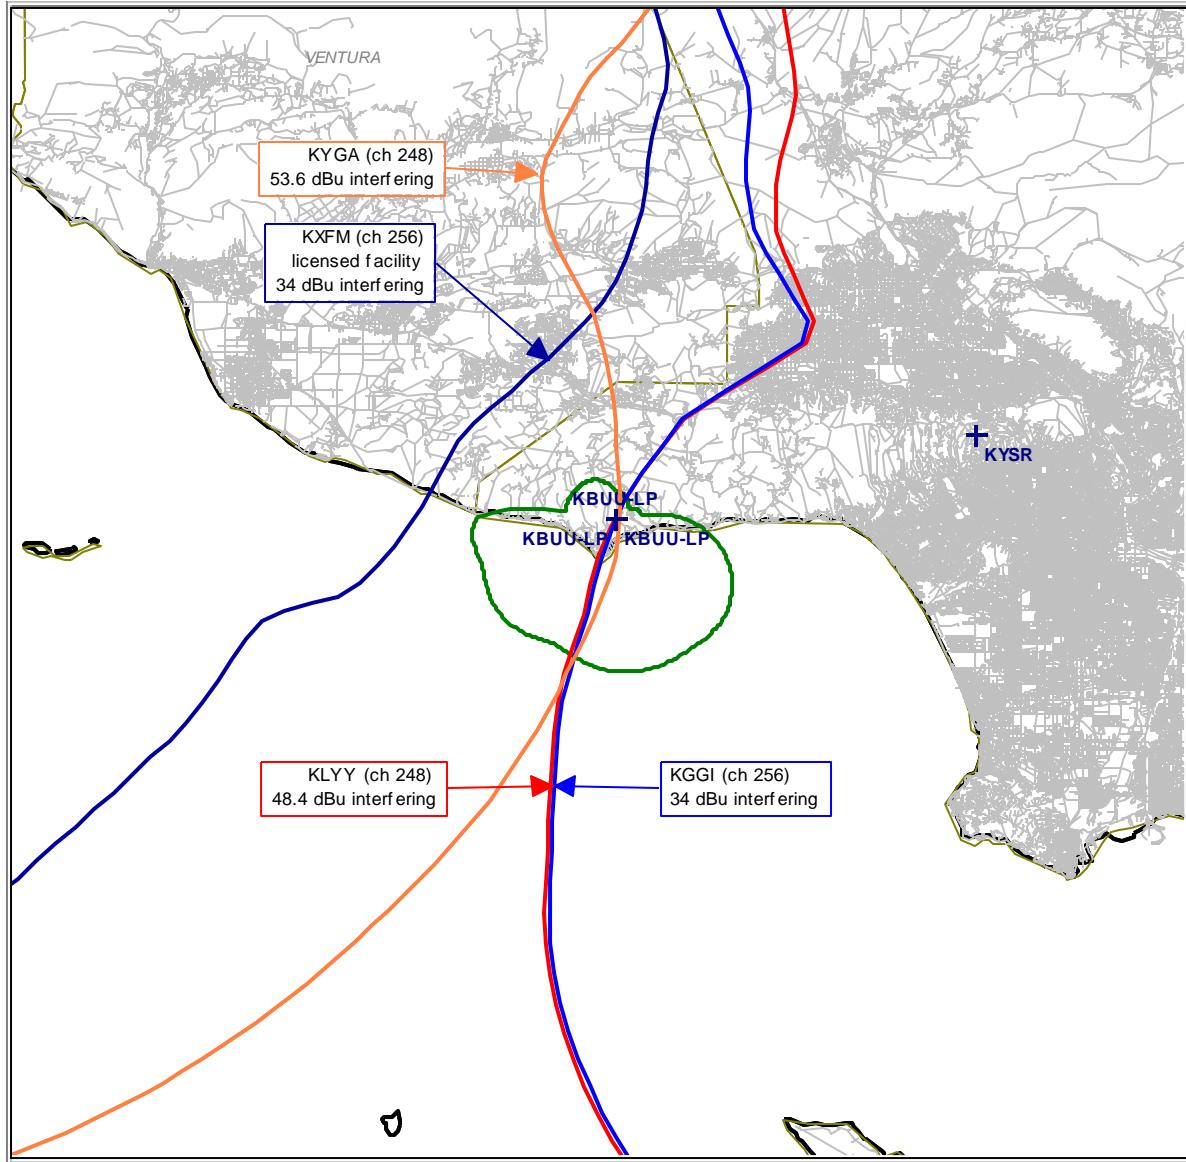 VENTURA
KYGA (ch 248)
53.6 dBu interfering
KXFM (ch 256)
licensed facility
34 dBu interfering
KYSR
KBUU-LP
KBUU-LP
KBUU-LP
KLYY (ch 248)
48.4 dBu interfering
KGGI (ch 256)
34 dBu interfering